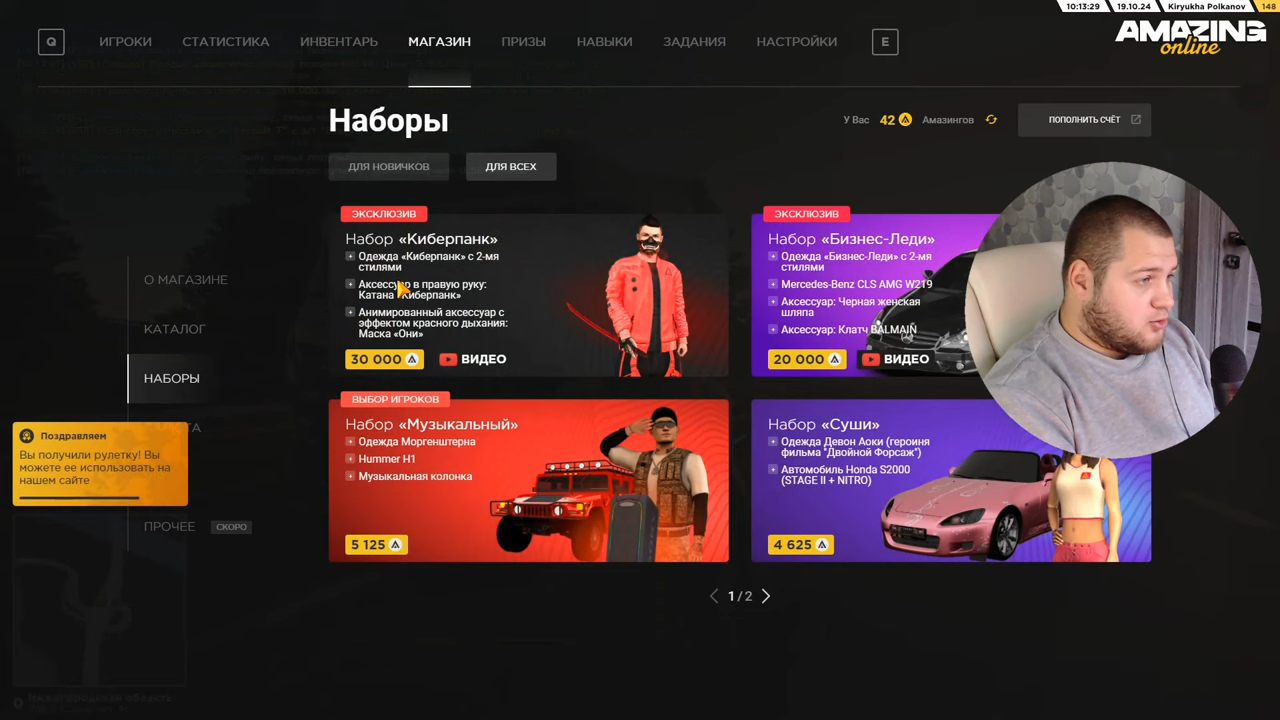 10:13:29 19.10.24 Kiryukha Polkanov 148
AMAZING
online
Q ИГРОКИ СТАТИСТИКА ИНВЕНТАРЬ МАГАЗИН ПРИЗЫ НАВЫКИ ЗАДАНИЯ НАСТРОЙКИ E
Наборы
У Вас 42 Амазингов
ПОПОЛНИТЬ СЧЁТ
ДЛЯ НОВИЧКОВ ДЛЯ ВСЕХ
О МАГАЗИНЕ
КАТАЛОГ
НАБОРЫ
ПРОЧЕЕ СКОРО
Поздравляем
Вы получили рулетку! Вы
можете ее использовать на
нашем сайте
ЭКСКЛЮЗИВ
Набор «Киберпанк»
Одежда «Киберпанк» с 2-мя
стилями
Аксессуар в правую руку:
Катана «Киберпанк»
Анимированный аксессуар с
эффектом красного дыхания:
Маска «Они»
30 000 ВИДЕО
ЭКСКЛЮЗИВ
Набор «Бизнес-Леди»
Одежда «Бизнес-Леди» с 2-мя
стилями
Mercedes-Benz CLS AMG W219
Аксессуар: Черная женская
шляпа
Аксессуар: Клатч BALMAIN
20 000 ВИДЕО
ВЫБОР ИГРОКОВ
Набор «Музыкальный»
Одежда Моргенштерна
Hummer H1
Музыкальная колонка
5 125
Набор «Суши»
Одежда Девон Аоки (героиня
фильма "Двойной Форсаж")
Автомобиль Honda S2000
(STAGE II + NITRO)
4 625
1 / 2